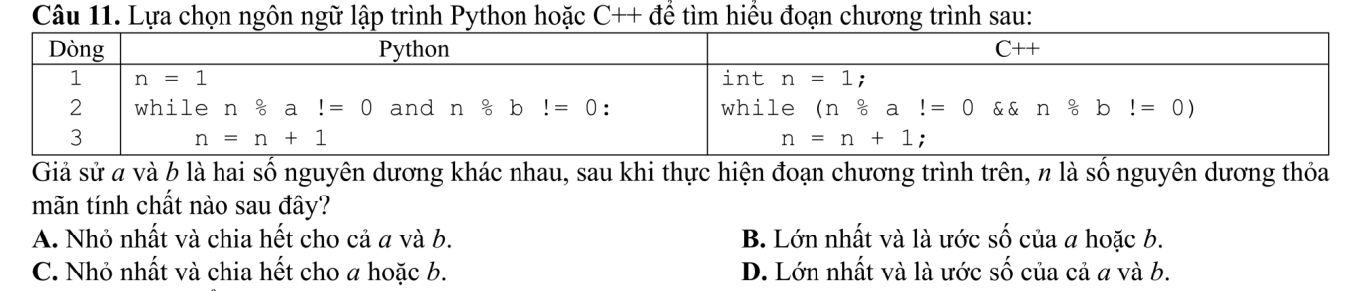 Câu 11. Lựa chọn ngôn ngữ lập trình Python hoặc C++ để tìm hiểu đoạn chương trình sau:
Dòng Python C++
1 n = 1 int n = 1;
2 while n % a != 0 and n % b != 0: while (n % a != 0 && n % b != 0)
3 n = n + 1 n = n + 1;
Giả sử a và b là hai số nguyên dương khác nhau, sau khi thực hiện đoạn chương trình trên, n là số nguyên dương thỏa
mãn tính chất nào sau đây?
A. Nhỏ nhất và chia hết cho cả a và b. B. Lớn nhất và là ước số của a hoặc b.
C. Nhỏ nhất và chia hết cho a hoặc b. D. Lớn nhất và là ước số của cả a và b.